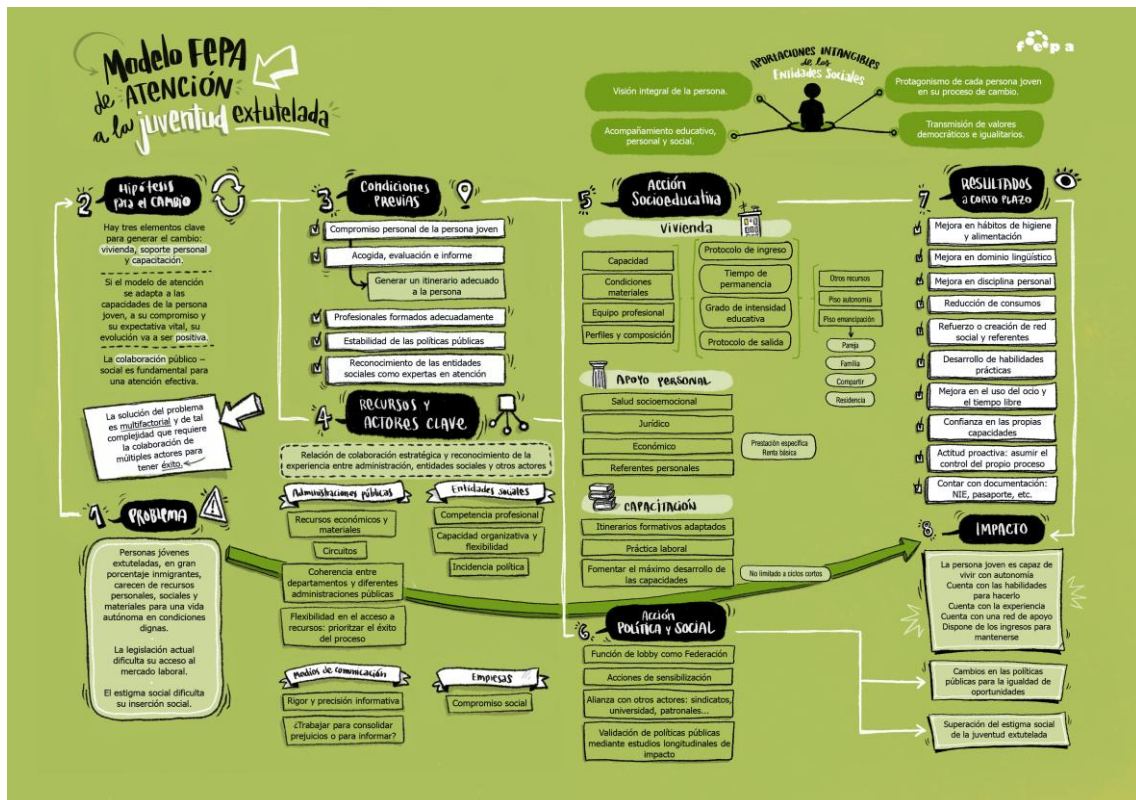 Modelo FEPA
de ATENCIÓN
a la juventud extutelada
fepa
APORTACIONES INTANGIBLES
de las
Entidades Sociales
Visión integral de la persona.
Acompañamiento educativo,
personal y social.
Protagonismo de cada persona joven
en su proceso de cambio.
Transmisión de valores
democráticos e igualitarios.
2 Hipótesis
para el CAMBIO
Hay tres elementos clave
para generar el cambio:
vivienda, soporte personal
y capacitación.
Si el modelo de atención
se adapta a las
capacidades de la persona
joven, a su compromiso y
su expectativa vital, su
evolución va a ser positiva.
La colaboración público –
social es fundamental para
una atención efectiva.
La solución del problema
es multifactorial y de tal
complejidad que requiere
la colaboración de
múltiples actores para
tener éxito.
1 PROBLEMA
Personas jóvenes
extuteladas, en gran
porcentaje inmigrantes,
carecen de recursos
personales, sociales y
materiales para una vida
autónoma en condiciones
dignas.
La legislación actual
dificulta su acceso al
mercado laboral.
El estigma social dificulta
su inserción social.
3 Condiciones
PREVIAS
Compromiso personal de la persona joven
Acogida, evaluación e informe
Generar un itinerario adecuado
a la persona
Profesionales formados adecuadamente
Estabilidad de las políticas públicas
Reconocimiento de las entidades
sociales como expertas en atención
4 RECURSOS Y
ACTORES CLAVE
Relación de colaboración estratégica y reconocimiento de la
experiencia entre administración, entidades sociales y otros actores
Administraciones públicas
Recursos económicos y
materiales
Circuitos
Coherencia entre
departamentos y diferentes
administraciones públicas
Flexibilidad en el acceso a
recursos: prioritzar el éxito
del proceso
Entidades sociales
Competencia profesional
Capacidad organizativa y
flexibilidad
Incidencia política
Medios de comunicación
Rigor y precisión informativa
¿Trabajar para consolidar
prejuicios o para informar?
Empresas
Compromiso social
5 Acción
Socioeducativa
Vivienda
Capacidad
Condiciones
materiales
Equipo profesional
Perfiles y composición
Protocolo de ingreso
Tiempo de
permanencia
Grado de intensidad
educativa
Protocolo de salida
Otros recursos
Piso autonomía
Piso emancipación
Pareja
Família
Compartir
Residencia
APOYO PERSONAL
Salud socioemocional
Jurídico
Económico
Referentes personales
Prestación específica
Renta básica
CAPACITACIÓN
Itinerarios formativos adaptados
Práctica laboral
Fomentar el máximo desarrollo de
las capacidades
No limitado a ciclos cortos
6 Acción
POLÍTICA y SOCIAL
Función de lobby como Federación
Acciones de sensibilización
Alianza con otros actores: sindicatos,
universidad, patronales...
Validación de políticas públicas
mediante estudios longitudinales de
impacto
7 RESULTADOS
A CORTO PLAZO
Mejora en hábitos de higiene
y alimentación
Mejora en dominio lingüístico
Mejora en disciplina personal
Reducción de consumos
Refuerzo o creación de red
social y referentes
Desarrollo de habilidades
prácticas
Mejora en el uso del ocio y
el tiempo libre
Confianza en las propias
capacidades
Actitud proactiva: asumir el
control del propio proceso
Contar con documentación:
NIE, pasaporte, etc.
8 IMPACTO
La persona joven es capaz de
vivir con autonomía
Cuenta con las habilidades
para hacerlo
Cuenta con la experiencia
Cuenta con una red de apoyo
Dispone de los ingresos para
mantenerse
Cambios en las políticas
públicas para la igualdad de
oportunidades
Superación del estigma social
de la juventud extutelada